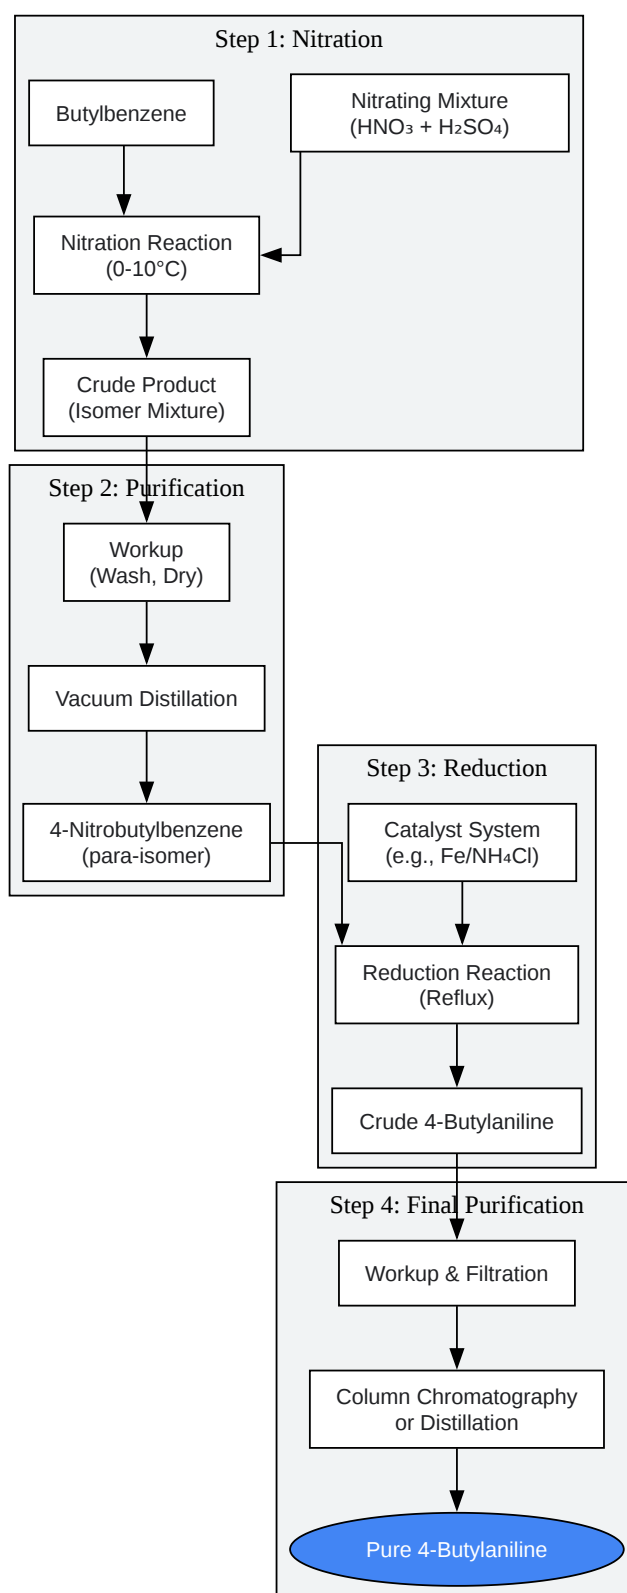 Step 1: Nitration
Butylbenzene
Nitrating Mixture
(HNO₃ + H₂SO₄)
Nitration Reaction
(0-10°C)
Crude Product
(Isomer Mixture)
Step 2: Purification
Workup
(Wash, Dry)
Vacuum Distillation
4-Nitrobutylbenzene
(para-isomer)
Step 3: Reduction
Catalyst System
(e.g., Fe/NH₄Cl)
Reduction Reaction
(Reflux)
Crude 4-Butylaniline
Step 4: Final Purification
Workup & Filtration
Column Chromatography
or Distillation
Pure 4-Butylaniline